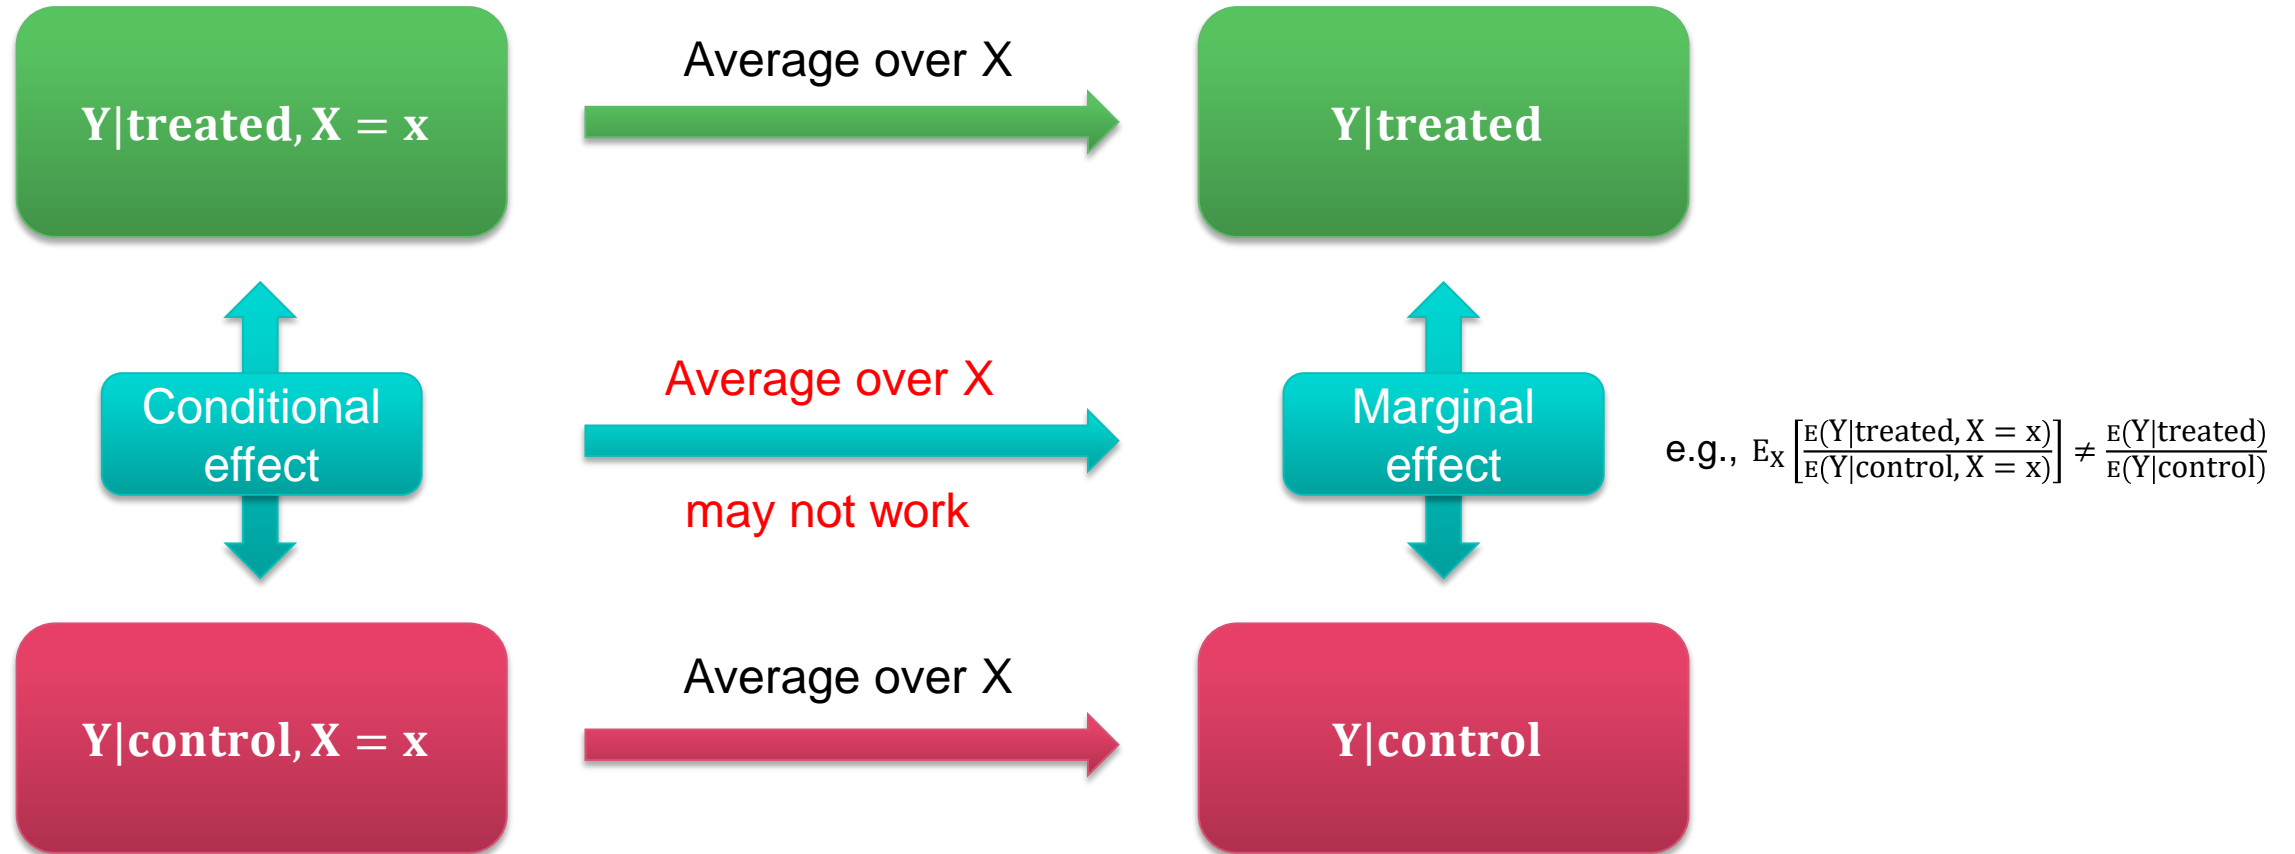 Average over X
Y|treated, X = x
Y|treated
Conditional
effect
Average over X
may not work
Marginal
effect
e.g., E_X [E(Y|treated, X = x) / E(Y|control, X = x)] ≠ E(Y|treated) / E(Y|control)
Average over X
Y|control, X = x
Y|control